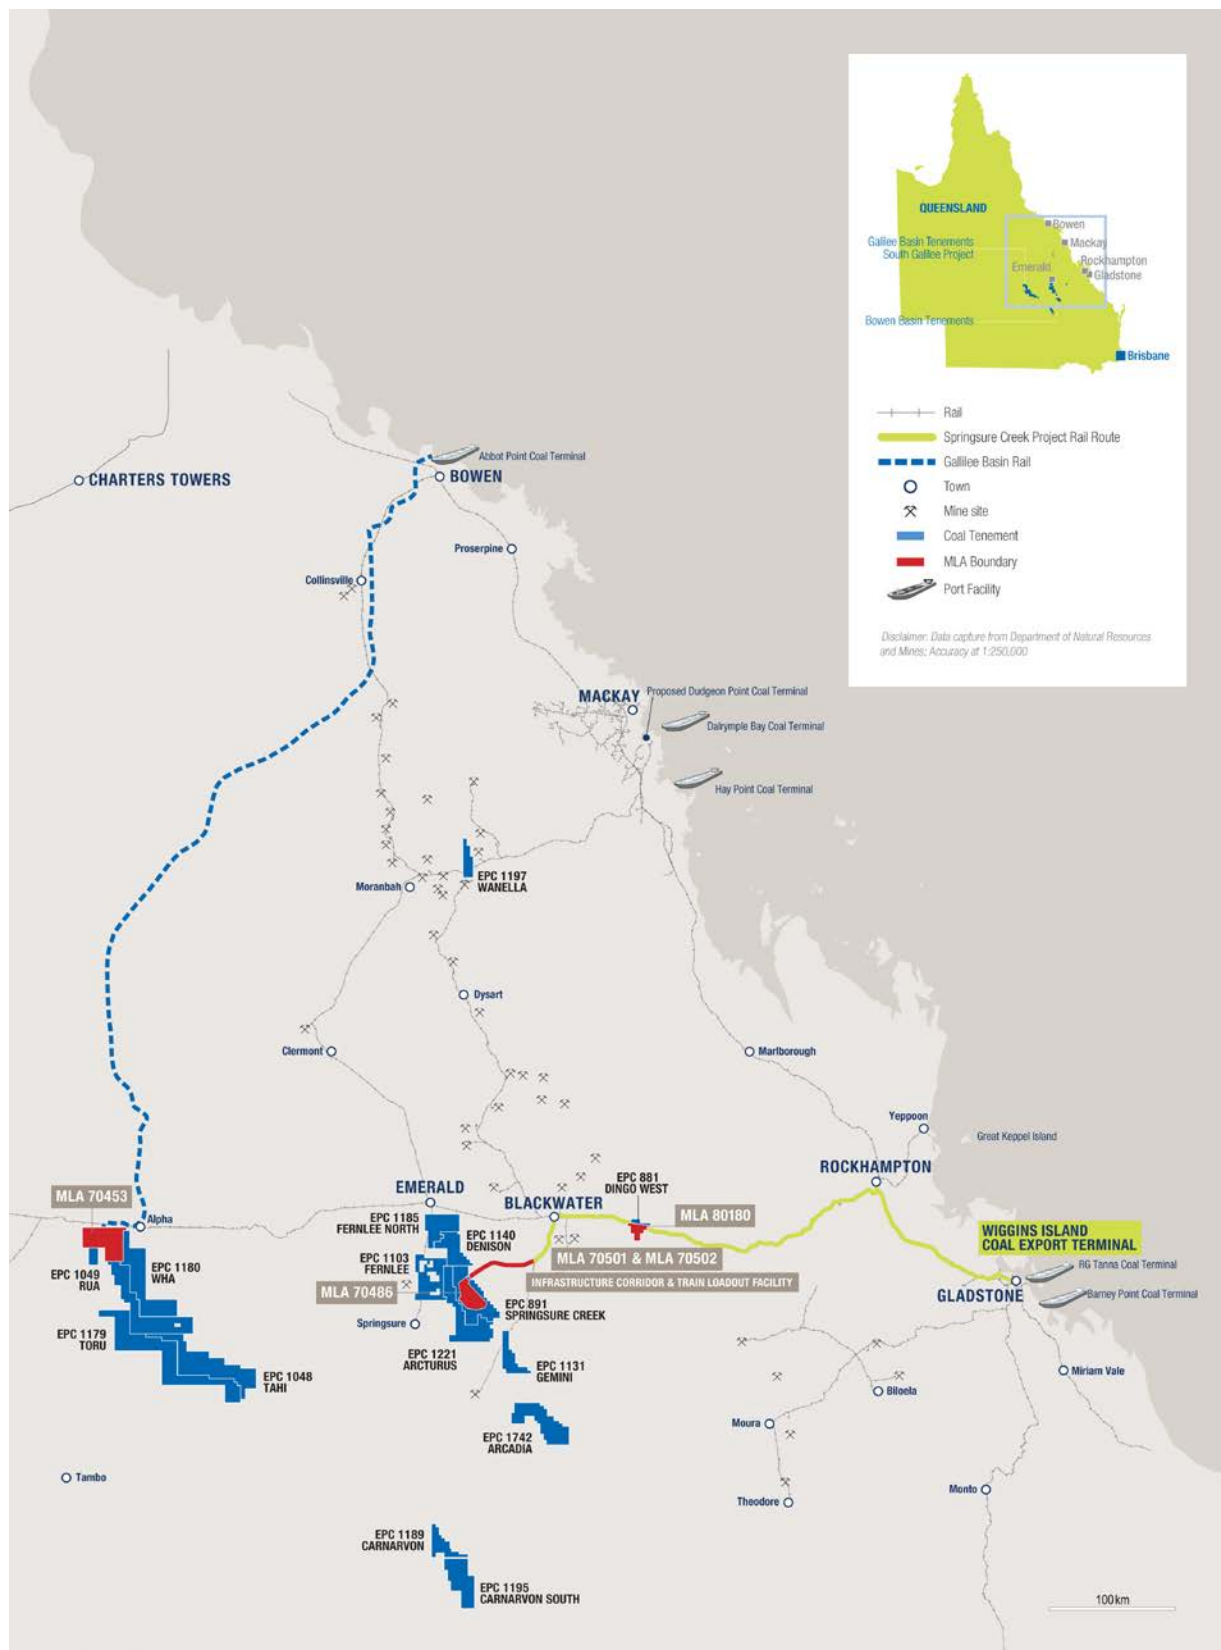 QUEENSLAND
Bowen
Galilee Basin Tenements
South Galilee Project
Mackay
Rockhampton
Emerald
Gladstone
Bowen Basin Tenements
Brisbane
Rail
Springsure Creek Project Rail Route
Gallilee Basin Rail
Town
Mine site
Coal Tenement
MLA Boundary
Port Facility
Disclaimer: Data capture from Department of Natural Resources
and Mines; Accuracy at 1:250,000
Abbot Point Coal Terminal
CHARTERS TOWERS
BOWEN
Proserpine
Collinsville
MACKAY
Proposed Dudgeon Point Coal Terminal
Dalrymple Bay Coal Terminal
Hay Point Coal Terminal
EPC 1197
WANELLA
Moranbah
Dysart
Clermont
Marlborough
Yeppoon
Great Keppel Island
ROCKHAMPTON
EPC 881
DINGO WEST
EMERALD
MLA 70453
BLACKWATER
MLA 80180
Alpha
EPC 1185
FERNLEE NORTH
EPC 1140
DENISON
WIGGINS ISLAND
COAL EXPORT TERMINAL
EPC 1103
FERNLEE
MLA 70501 & MLA 70502
EPC 1049
RUA
EPC 1180
WHA
RG Tanna Coal Terminal
INFRASTRUCTURE CORRIDOR & TRAIN LOADOUT FACILITY
MLA 70486
GLADSTONE
Barney Point Coal Terminal
EPC 891
SPRINGSURE CREEK
Springsure
EPC 1179
TORU
EPC 1221
ARCTURUS
EPC 1131
GEMINI
Miriam Vale
EPC 1048
TAHI
Biloela
Moura
EPC 1742
ARCADIA
Tambo
Monto
Theodore
EPC 1189
CARNARVON
EPC 1195
CARNARVON SOUTH
100km